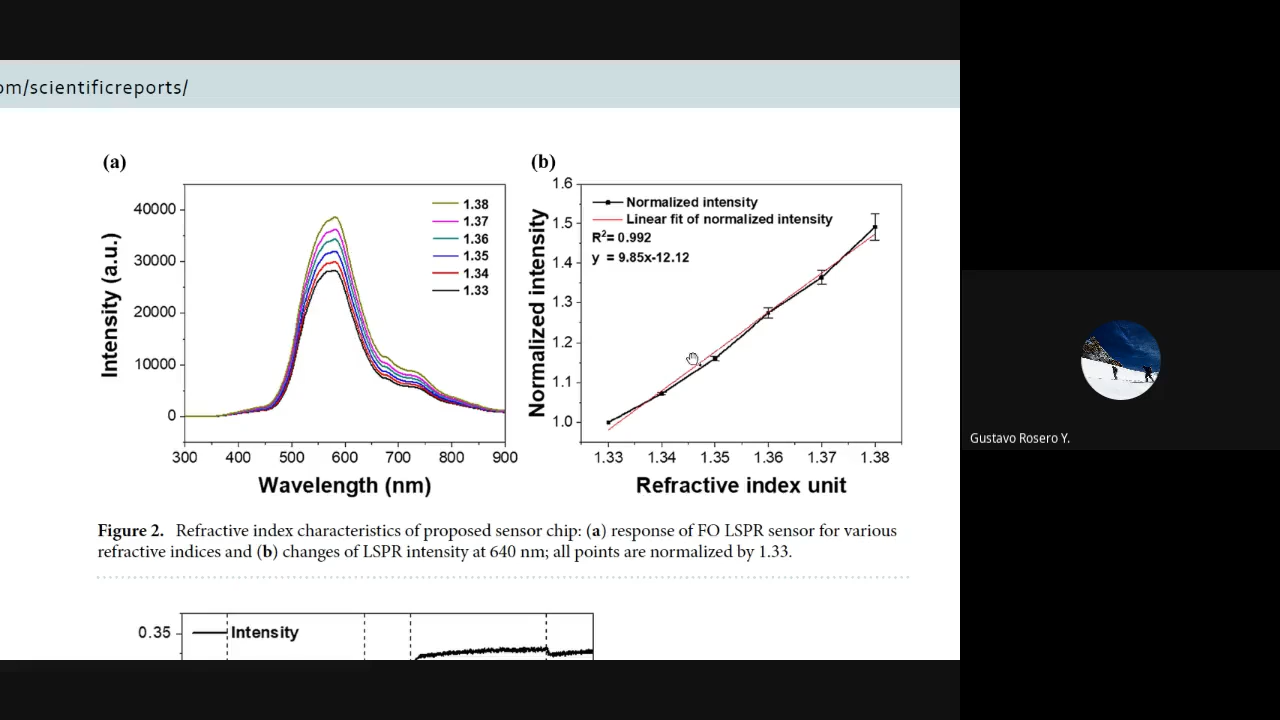 om/scientificreports/
(a)
Intensity (a.u.)
40000
30000
20000
10000
0
1.38
1.37
1.36
1.35
1.34
1.33
300 400 500 600 700 800 900
Wavelength (nm)
(b)
Normalized intensity
1.6
1.5
1.4
1.3
1.2
1.1
1.0
Normalized intensity
Linear fit of normalized intensity
R²= 0.992
y = 9.85x-12.12
1.33 1.34 1.35 1.36 1.37 1.38
Refractive index unit
Figure 2. Refractive index characteristics of proposed sensor chip: (a) response of FO LSPR sensor for various
refractive indices and (b) changes of LSPR intensity at 640 nm; all points are normalized by 1.33.
0.35
Intensity
Gustavo Rosero Y.